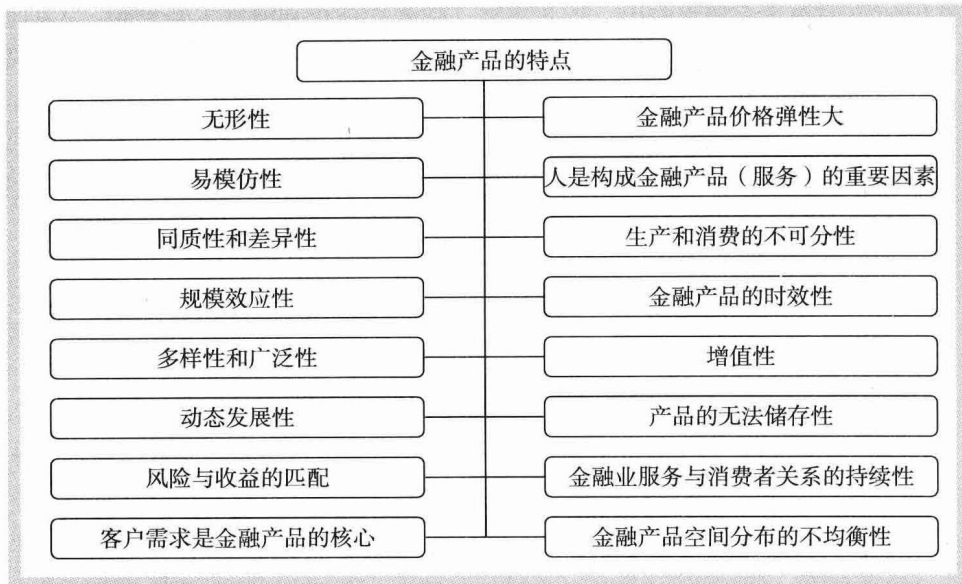 金融产品的特点
无形性
金融产品价格弹性大
易模仿性
人是构成金融产品（服务）的重要因素
同质性和差异性
生产和消费的不可分性
规模效应性
金融产品的时效性
多样性和广泛性
增值性
动态发展性
产品的无法储存性
风险与收益的匹配
金融业服务与消费者关系的持续性
客户需求是金融产品的核心
金融产品空间分布的不均衡性